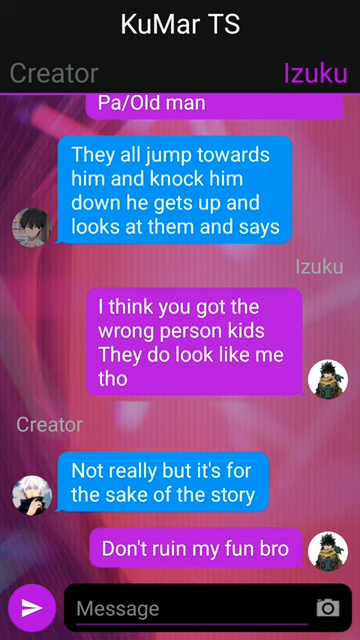 KuMar TS
Creator
Izuku
Pa/Old man
They all jump towards
him and knock him
down he gets up and
looks at them and says
Izuku
I think you got the
wrong person kids
They do look like me
tho
Creator
Not really but it's for
the sake of the story
Don't ruin my fun bro
Message